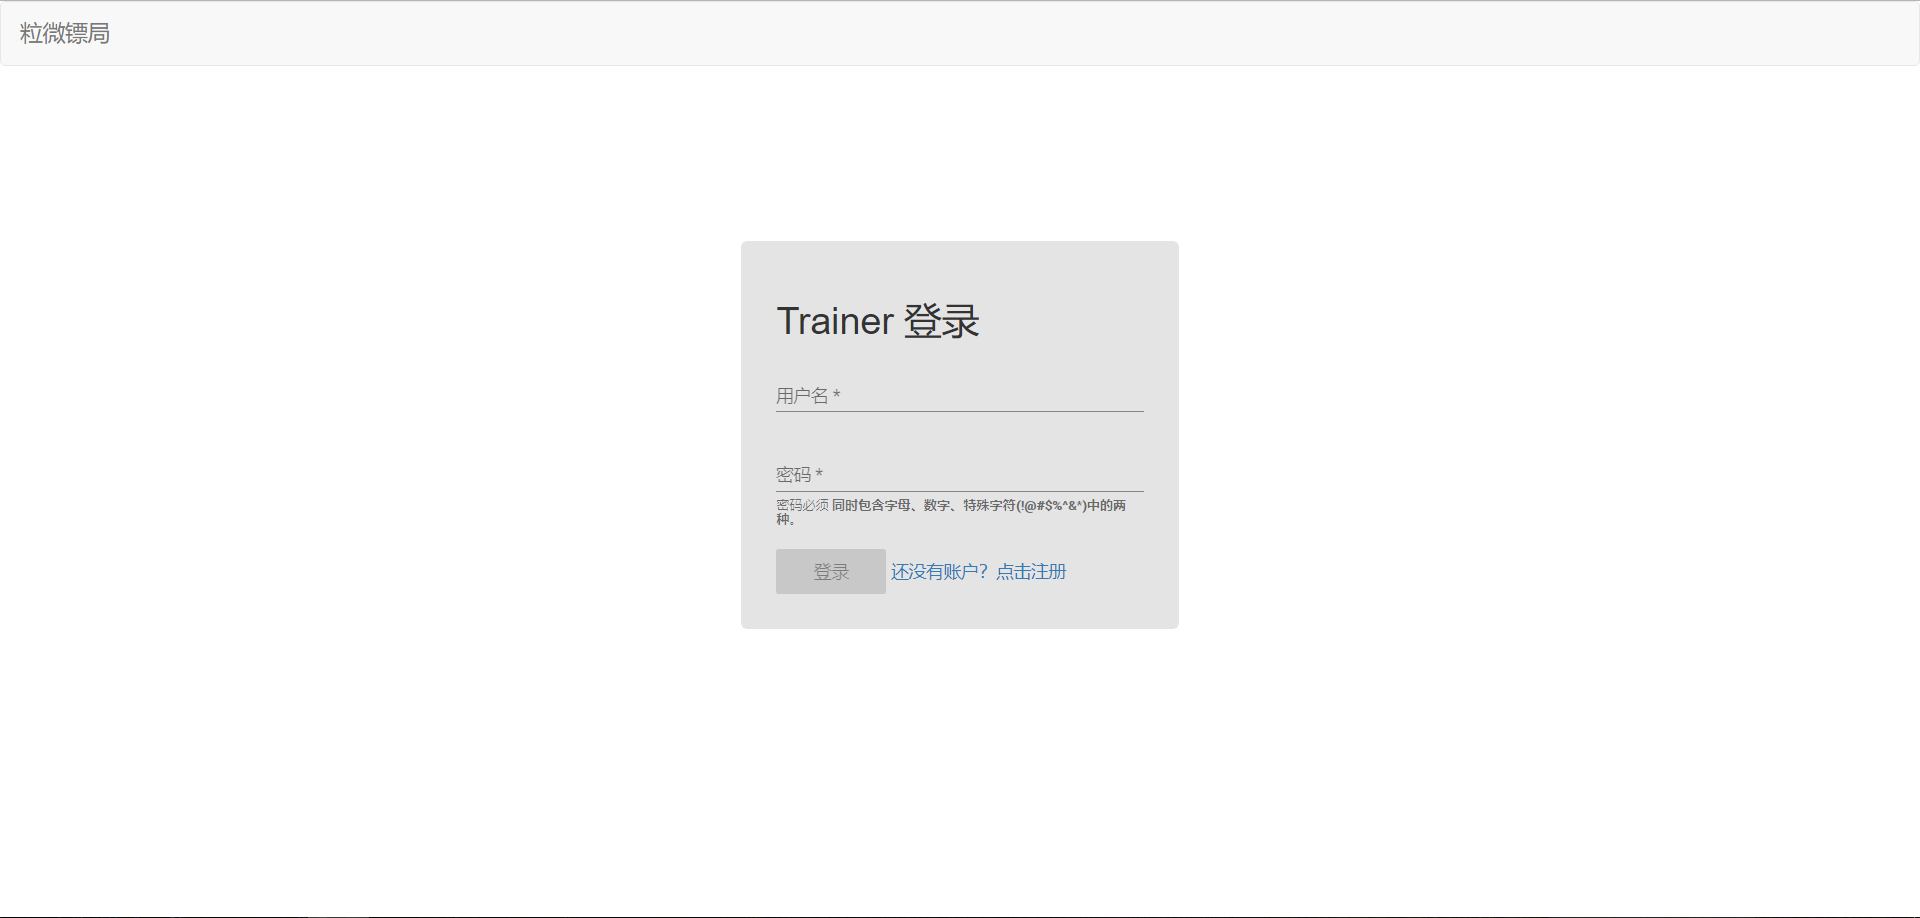 粒微镖局
Trainer 登录
用户名 *
密码 *
密码必须 同时包含字母、数字、特殊字符(!@#$%^&*)中的两
种。
登录 还没有账户？点击注册